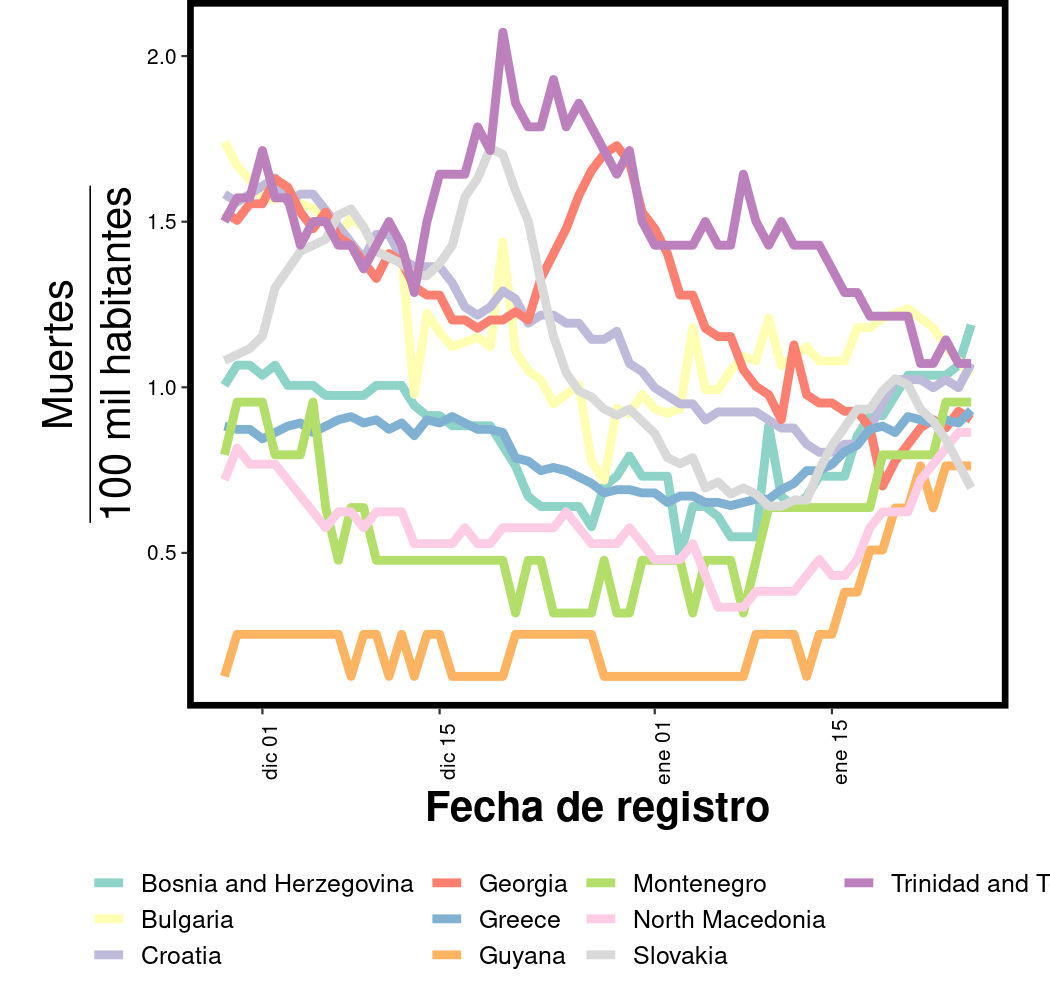 Muertes
100 mil habitantes
2.0
1.5
1.0
0.5
dic 01
dic 15
ene 01
ene 15
Fecha de registro
Bosnia and Herzegovina
Georgia
Montenegro
Trinidad and T
Bulgaria
Greece
North Macedonia
Croatia
Guyana
Slovakia